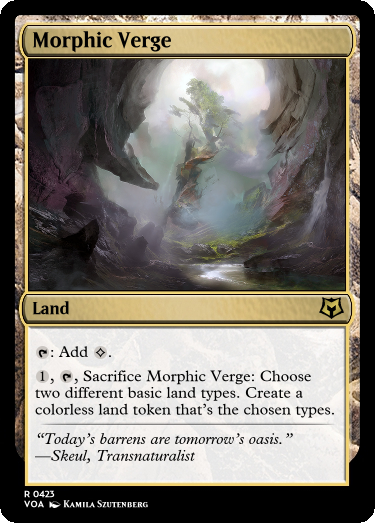 Morphic Verge
Land
: Add .
1, , Sacrifice Morphic Verge: Choose
two different basic land types. Create a
colorless land token that's the chosen types.
“Today's barrens are tomorrow's oasis.”
—Skeul, Transnaturalist
R 0423
VOA Kamila Szutenberg